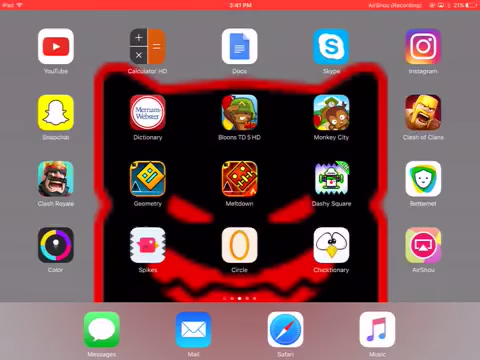 iPad
3:41 PM
AirShou (Recording)
21%
YouTube
Calculator HD
Docs
Skype
Instagram
Snapchat
Merriam-Webster
Dictionary
Bloons TD 5 HD
Monkey City
Clash of Clans
Clash Royale
Geometry
Meltdown
Dashy Square
Betternet
Color
Spikes
Circle
Chicktionary
AirShou
Messages
Mail
Safari
Music